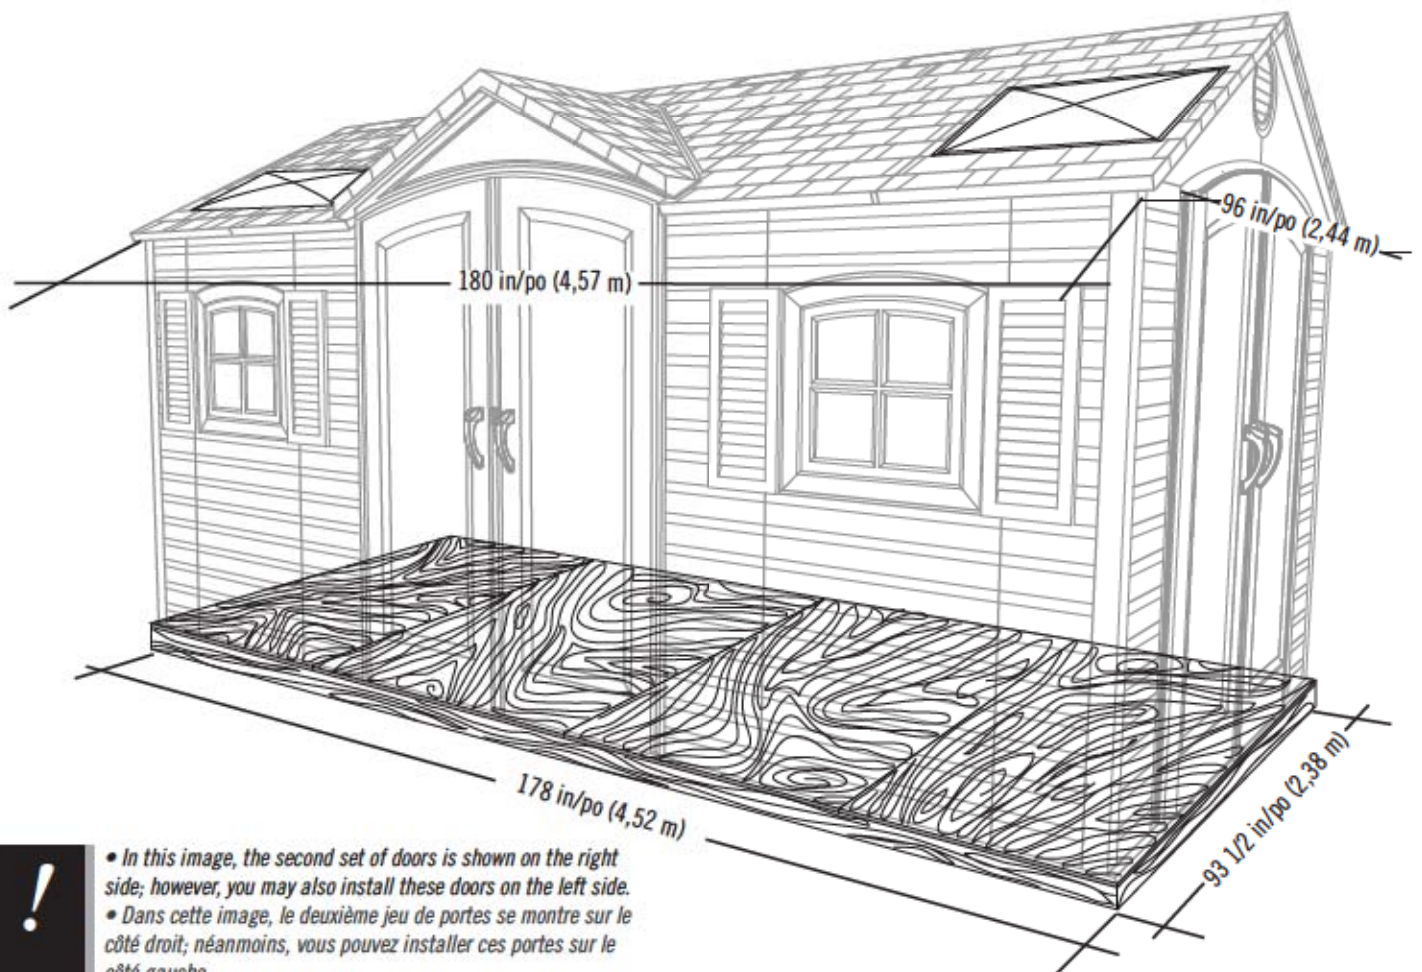 96 in/po (2,44 m)
180 in/po (4,57 m)
178 in/po (4,52 m)
93 1/2 in/po (2,38 m)
!
• In this image, the second set of doors is shown on the right
side; however, you may also install these doors on the left side.
• Dans cette image, le deuxième jeu de portes se montre sur le
côté droit; néanmoins, vous pouvez installer ces portes sur le
côté gauche